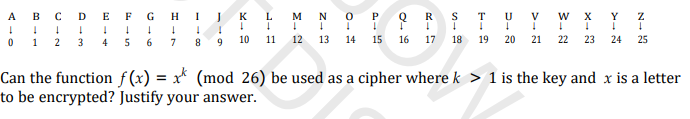 A B C D E F G H I J K L M N O P Q R S T U V W X Y Z
↓ ↓ ↓ ↓ ↓ ↓ ↓ ↓ ↓ ↓ ↓ ↓ ↓ ↓ ↓ ↓ ↓ ↓ ↓ ↓ ↓ ↓ ↓ ↓ ↓ ↓
0 1 2 3 4 5 6 7 8 9 10 11 12 13 14 15 16 17 18 19 20 21 22 23 24 25
Can the function f(x) = x^k (mod 26) be used as a cipher where k > 1 is the key and x is a letter
to be encrypted? Justify your answer.